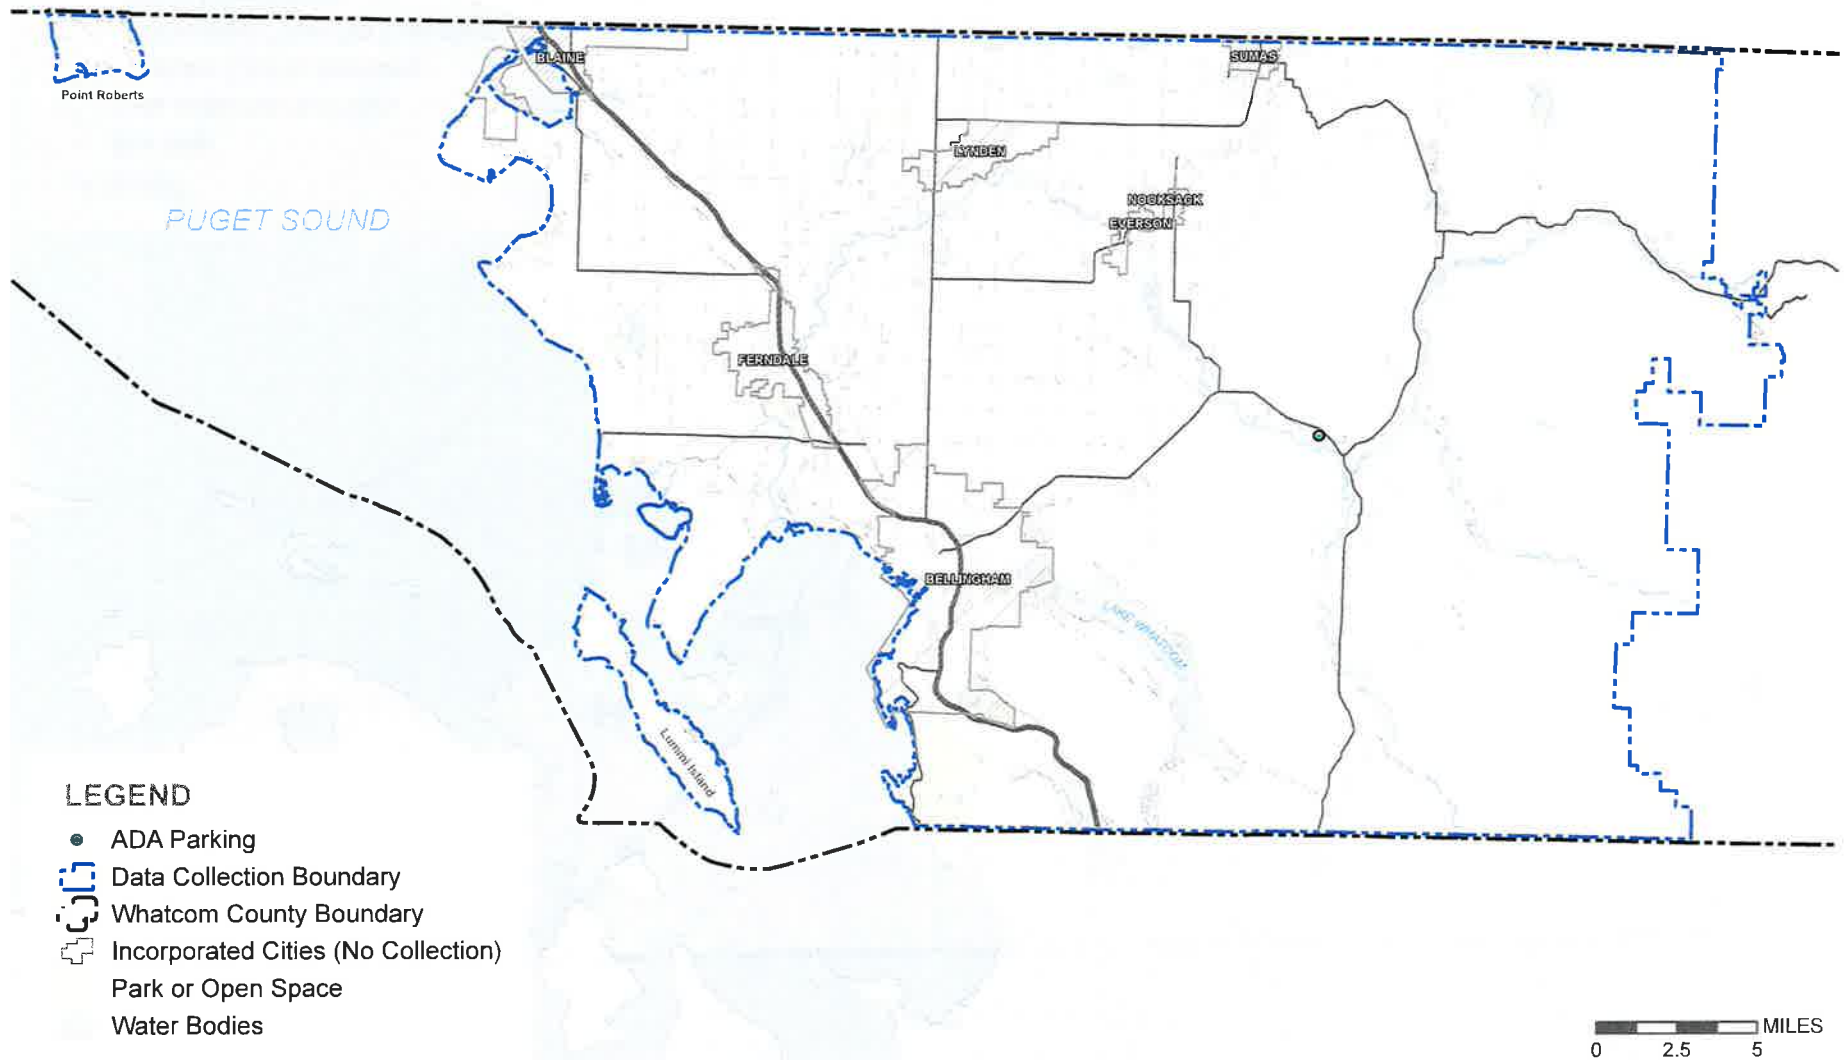 BLAINE
SUMAS
Point Roberts
LYNDEN
NOOKSACK
EVERSON
PUGET SOUND
FERNDALE
BELLINGHAM
LAKE WHATCOM
Lummi Island
LEGEND
ADA Parking
Data Collection Boundary
Whatcom County Boundary
Incorporated Cities (No Collection)
Park or Open Space
Water Bodies
MILES
0 2.5 5